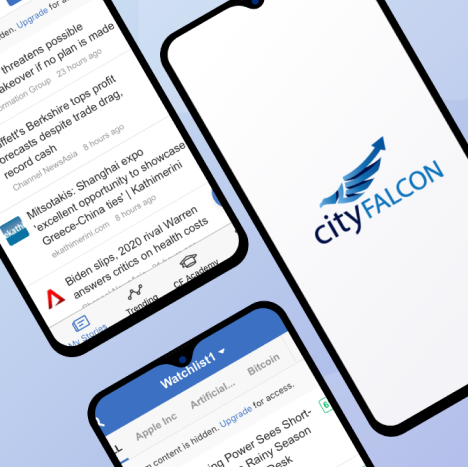 hidden. Upgrade for a
threatens possible
takeover if no plan is made
Information Group 23 hours ago
Buffett's Berkshire tops profit
forecasts despite trade drag,
record cash
Channel NewsAsia 8 hours ago
Mitsotakis: Shanghai expo
'excellent opportunity to showcase
Greece-China ties' | Kathimerini
ekathimerini.com 8 hours ago
Biden slips, 2020 rival Warren
answers critics on health costs
My Stories
Trending
CF Academy
cityFALCON
Watchlist1
Apple Inc
Artificial...
Bitcoin
content is hidden. Upgrade for access.
ing Power Sees Short-
Rainy Season
Desk
6